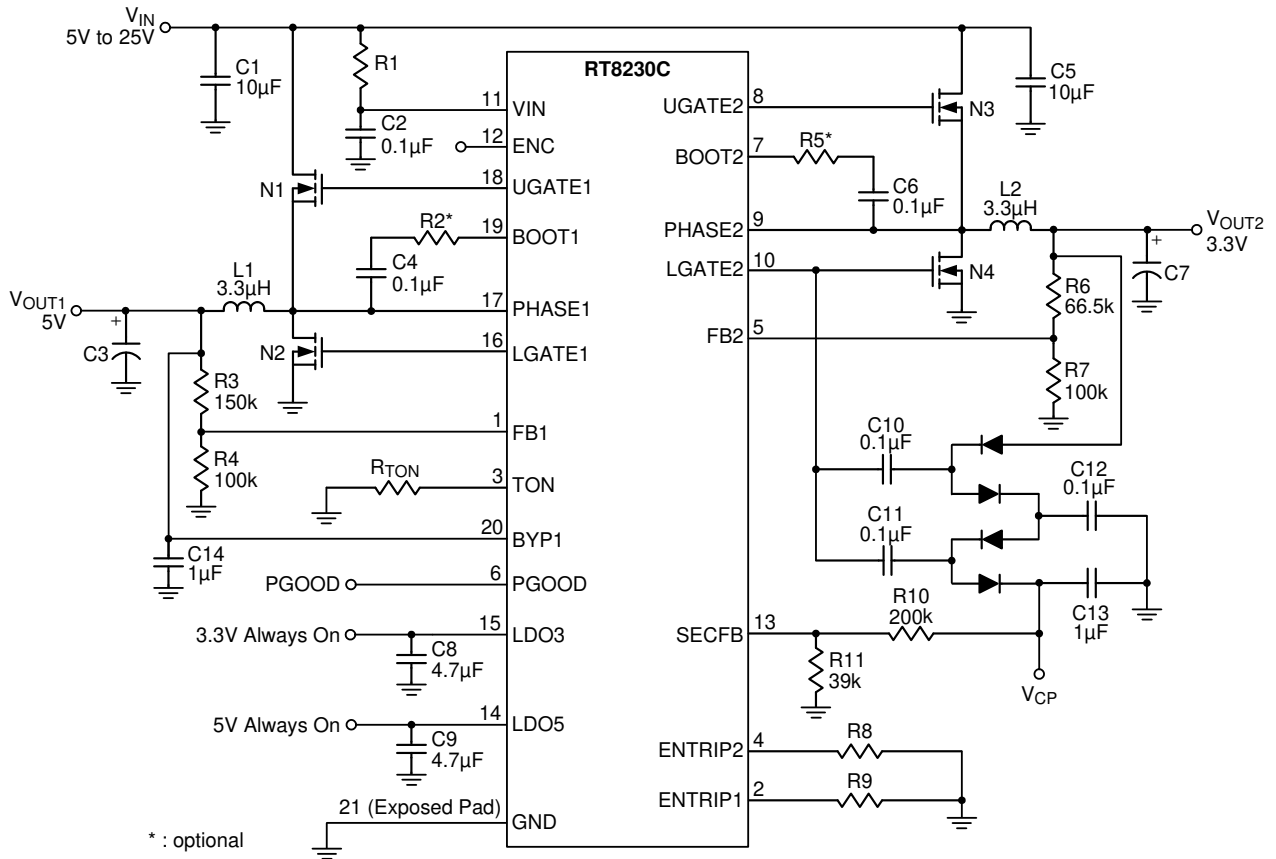 VIN
5V to 25V
C1
10µF
R1
C2
0.1µF
RT8230C
11
VIN
12
ENC
18
UGATE1
N1
19
BOOT1
R2*
C4
0.1µF
L1
3.3µH
VOUT1
5V
+
C3
17
PHASE1
16
LGATE1
N2
R3
150k
1
FB1
R4
100k
RTON
3
TON
20
BYP1
C14
1µF
PGOOD
6
PGOOD
3.3V Always On
15
LDO3
C8
4.7µF
5V Always On
14
LDO5
C9
4.7µF
21 (Exposed Pad)
GND
* : optional
UGATE2
8
N3
C5
10µF
BOOT2
7
R5*
C6
0.1µF
PHASE2
9
L2
3.3µH
VOUT2
3.3V
+
C7
LGATE2
10
N4
R6
66.5k
FB2
5
R7
100k
C10
0.1µF
C12
0.1µF
C11
0.1µF
C13
1µF
R10
200k
SECFB
13
R11
39k
VCP
ENTRIP2
4
R8
ENTRIP1
2
R9